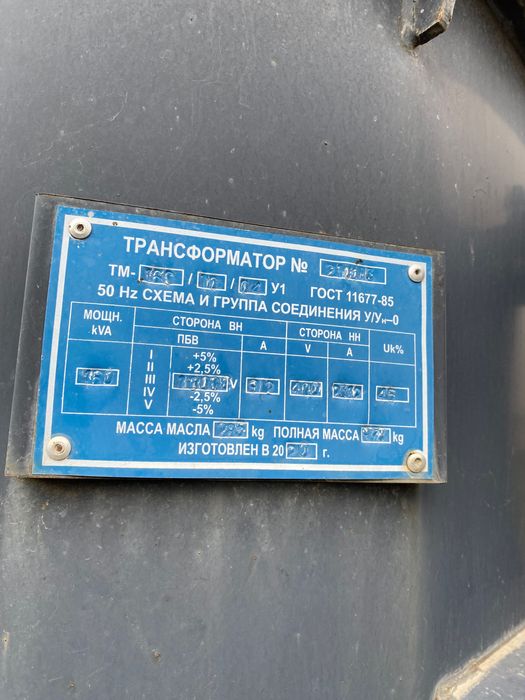 ТРАНСФОРМАТОР №
ТМ- / / У1 ГОСТ 11677-85
50 Hz СХЕМА И ГРУППА СОЕДИНЕНИЯ У/Ун–0
МОЩН. kVA СТОРОНА ВН СТОРОНА НН Uk%
ПБВ А V А
I +5%
II +2,5%
III V 400
IV -2,5%
V -5%
МАССА МАСЛА kg ПОЛНАЯ МАССА kg
ИЗГОТОВЛЕН В 20 г.